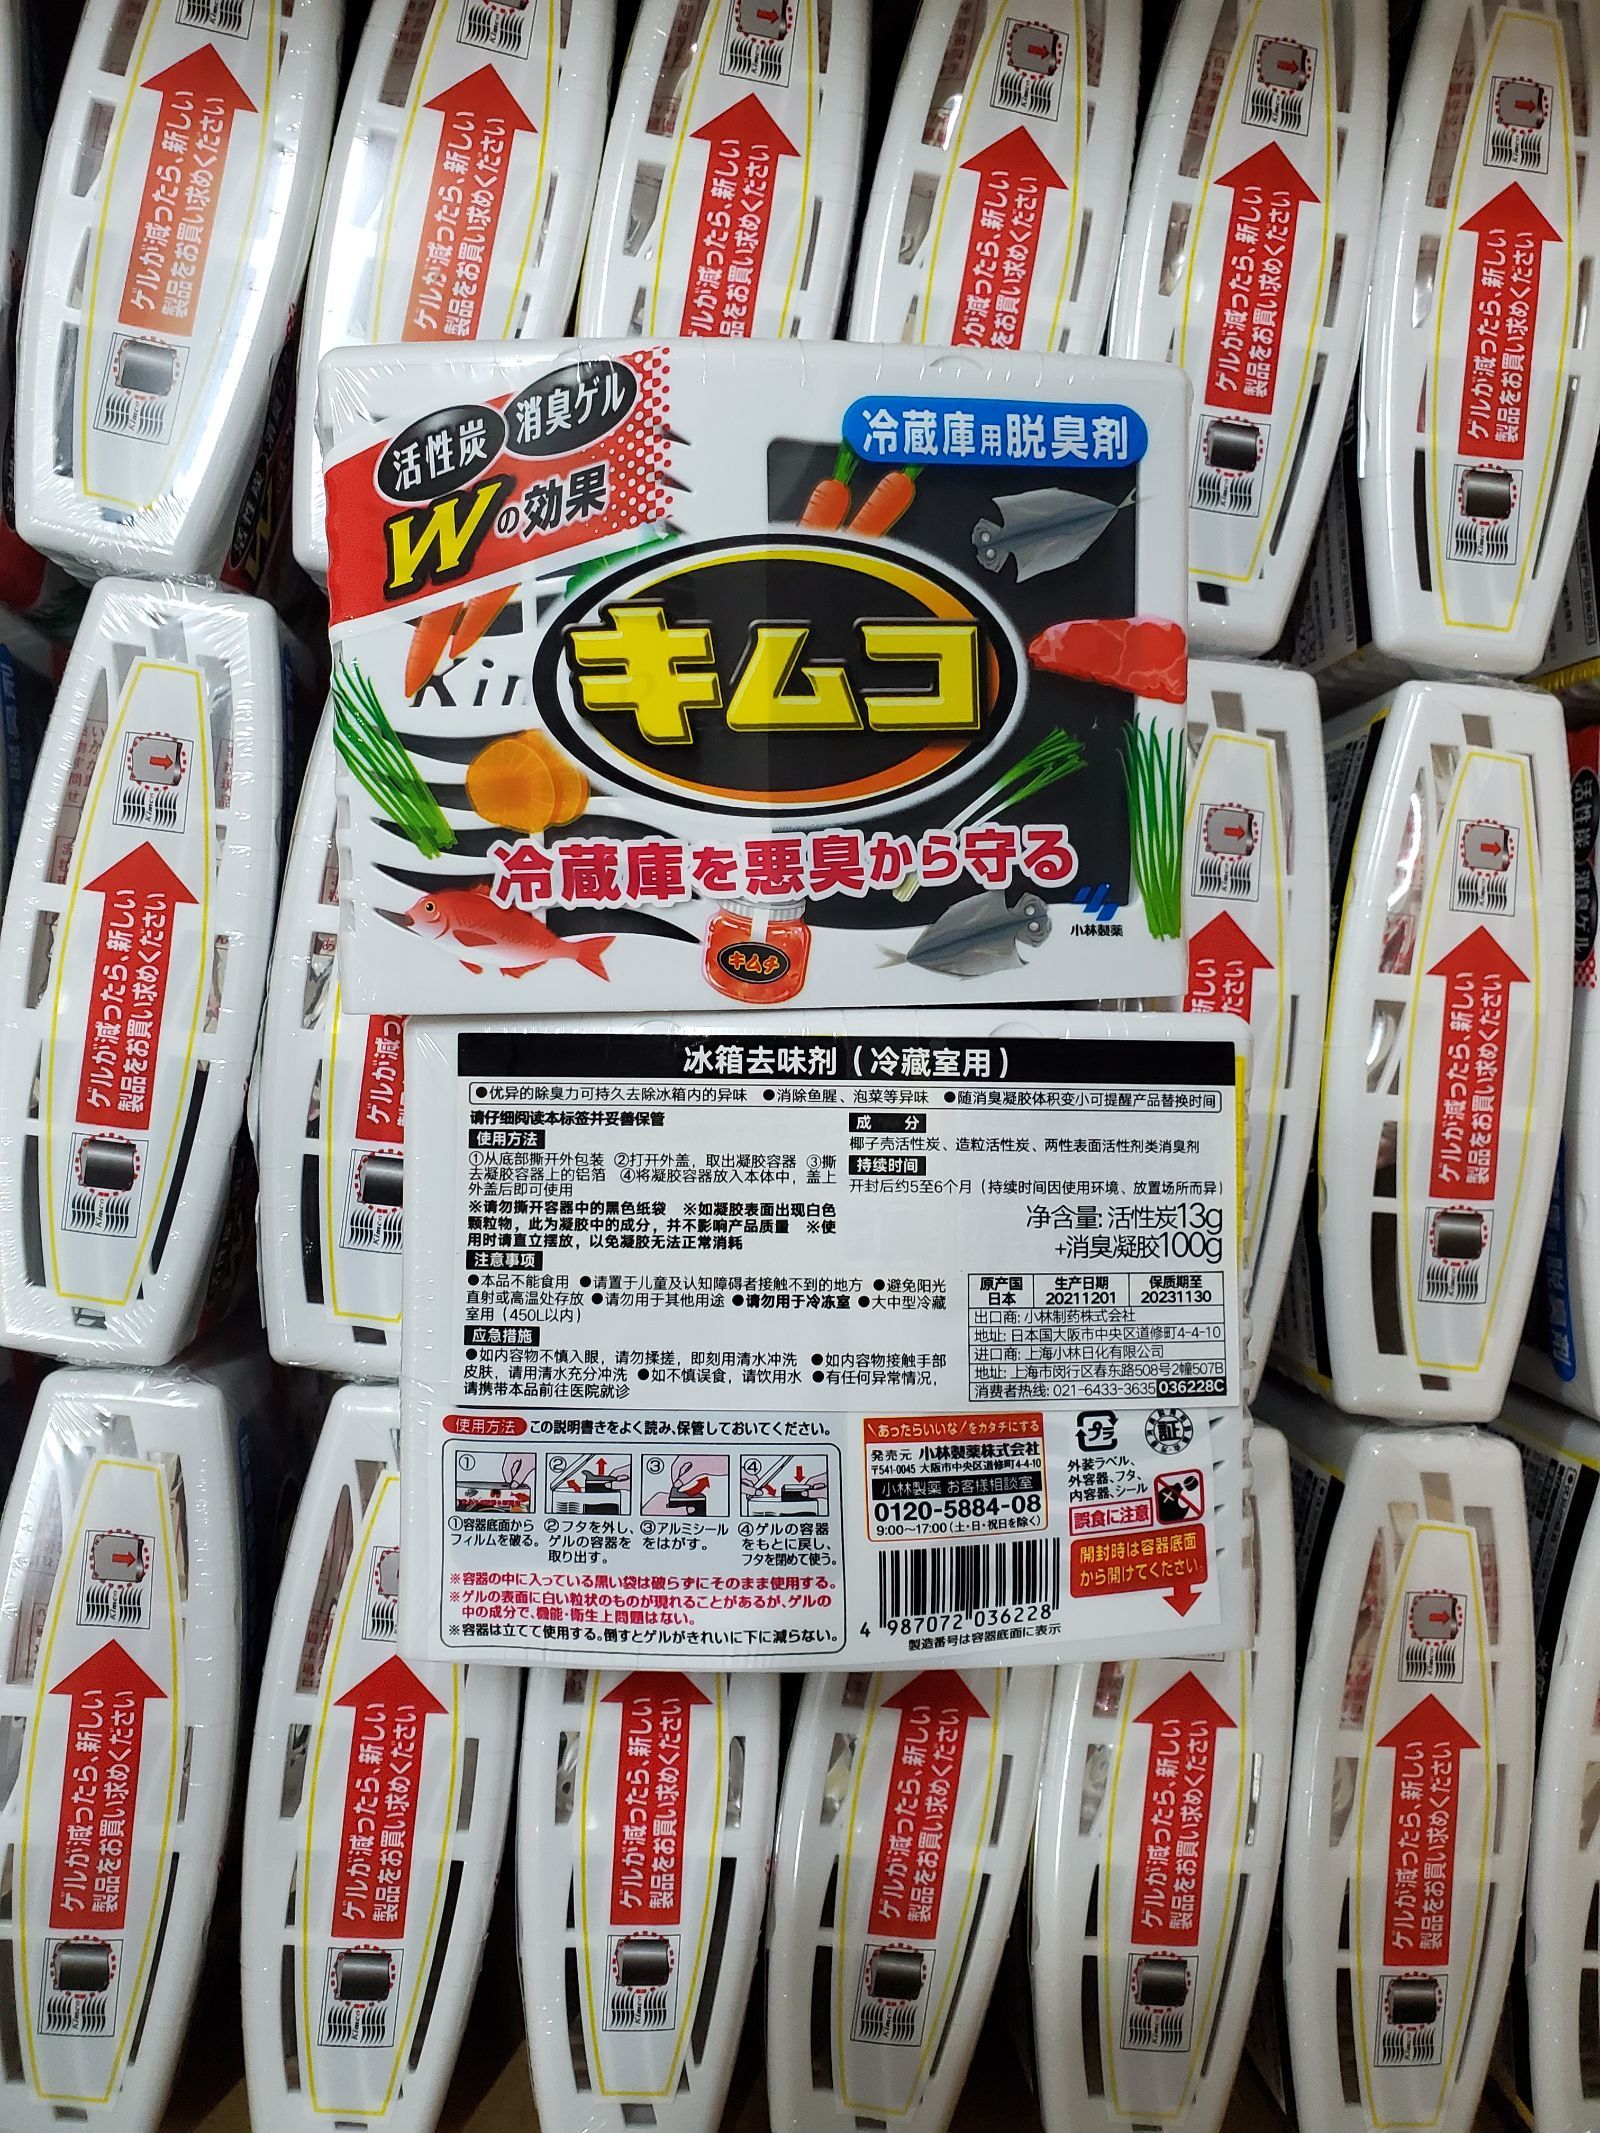 活性炭
消臭ゲル
Wの効果
冷蔵庫用脱臭剤
キムコ
冷蔵庫を悪臭から守る
キムチ
小林製薬
冰箱去味剂（冷藏室用）
●优异的除臭力可持久去除冰箱内的异味 ●消除鱼腥、泡菜等异味 ●随消臭凝胶体积变小可提醒产品替换时间
请仔细阅读本标签并妥善保管
使用方法
①从底部撕开外包装 ②打开外盖，取出凝胶容器 ③撕
去凝胶容器上的铝箔 ④将凝胶容器放入本体中，盖上
外盖后即可使用
※请勿撕开容器中的黑色纸袋 ※如凝胶表面出现白色
颗粒物，此为凝胶中的成分，并不影响产品质量 ※使
用时请直立摆放，以免凝胶无法正常消耗
成 分
椰子壳活性炭、造粒活性炭、两性表面活性剂类消臭剂
持续时间
开封后约5至6个月（持续时间因使用环境、放置场所而异）
净含量: 活性炭13g
+消臭凝胶100g
注意事项
●本品不能食用 ●请置于儿童及认知障碍者接触不到的地方 ●避免阳光
直射或高温处存放 ●请勿用于其他用途 ●请勿用于冷冻室 ●大中型冷藏
室用（450L以内）
应急措施
●如内容物不慎入眼，请勿揉搓，即刻用清水冲洗 ●如内容物接触手部
皮肤，请用清水充分冲洗 ●如不慎误食，请饮用水 ●有任何异常情况，
请携带本品前往医院就诊
原产国 生产日期 保质期至
日本 20211201 20231130
出口商: 小林制药株式会社
地址: 日本国大阪市中央区道修町4-4-10
进口商: 上海小林日化有限公司
地址: 上海市闵行区春东路508号2幢507B
消费者热线: 021-6433-3635 036228C
使用方法 この説明書きをよく読み、保管しておいてください。
① ② ③ ④
①容器底面から
フィルムを破る。
②フタを外し、
ゲルの容器を
取り出す。
③アルミシール
をはがす。
④ゲルの容器
をもとに戻し、
フタを閉めて使う。
※容器の中に入っている黒い袋は破らずにそのまま使用する。
※ゲルの表面に白い粒状のものが現れることがあるが、ゲルの
中の成分で、機能・衛生上問題はない。
※容器は立てて使用する。倒すとゲルがきれいに下に減らない。
\あったらいいな/をカタチにする
発売元 小林製薬株式会社
〒541-0045 大阪市中央区道修町4-4-10
小林製薬 お客様相談室
0120-5884-08
9:00～17:00（土・日・祝日を除く）
プラ
証
外装ラベル、
外容器、フタ、
内容器、シール
誤食に注意
開封時は容器底面
から開けてください。
4 987072 036228
製造番号は容器底面に表示
ゲルが減ったら、新しい
製品をお買い求めください
Kimco